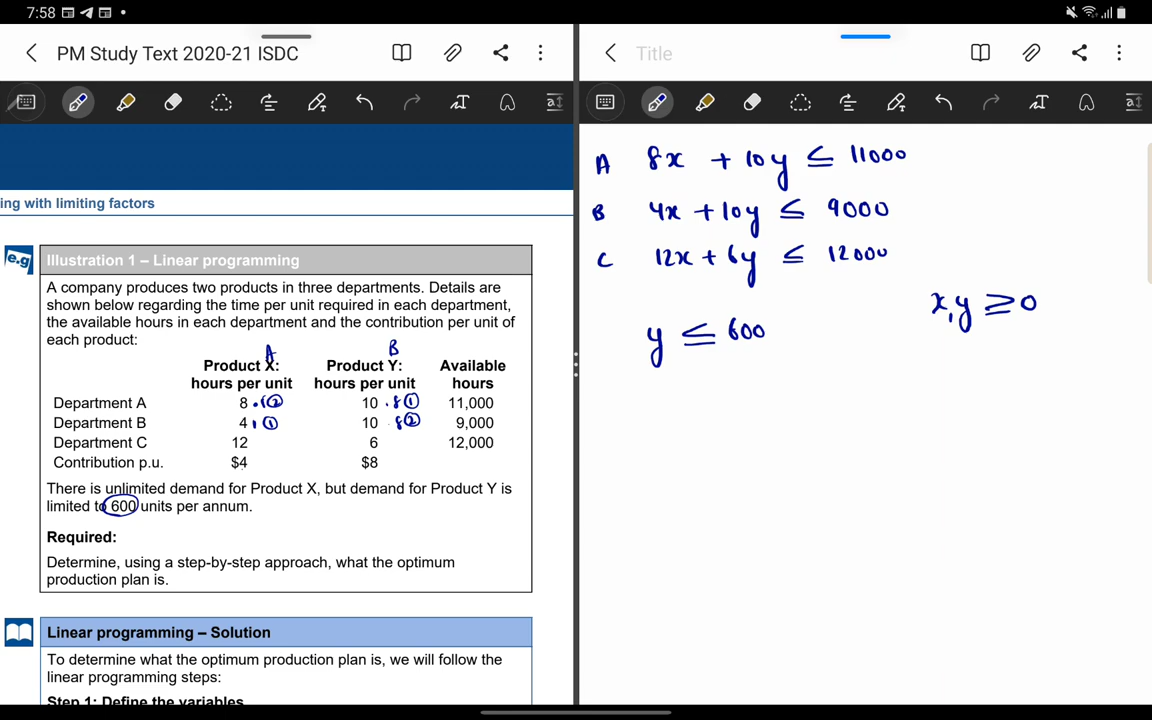 7:58
PM Study Text 2020-21 ISDC
Title
ing with limiting factors
e.g
Illustration 1 – Linear programming
A company produces two products in three departments. Details are
shown below regarding the time per unit required in each department,
the available hours in each department and the contribution per unit of
each product:
A B
Product X: Product Y: Available
hours per unit hours per unit hours
Department A 8 ② 10 . 8 ① 11,000
Department B 4 ① 10 8 ② 9,000
Department C 12 6 12,000
Contribution p.u. $4 $8
There is unlimited demand for Product X, but demand for Product Y is
limited to 600 units per annum.
Required:
Determine, using a step-by-step approach, what the optimum
production plan is.
Linear programming – Solution
To determine what the optimum production plan is, we will follow the
linear programming steps:
Step 1: Define the variables
A 8x + 10y ≤ 11000
B 4x + 10y ≤ 9000
C 12x + 6y ≤ 12000
x,y ≥ 0
y ≤ 600